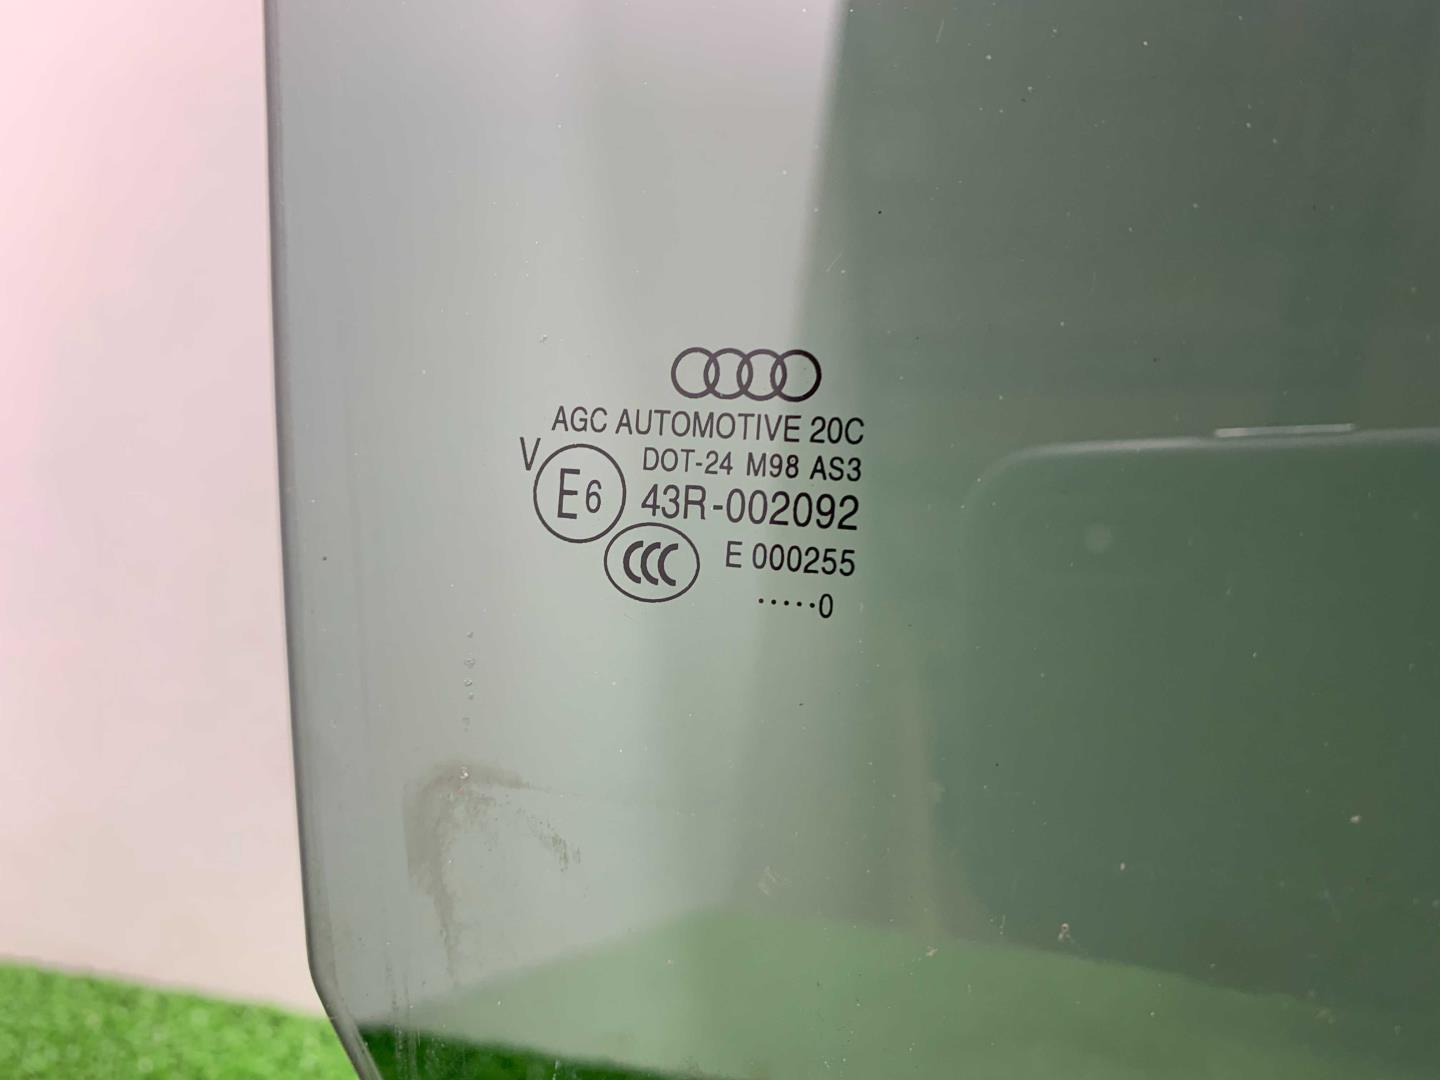 AGC AUTOMOTIVE 20C
V DOT-24 M98 AS3
E6 43R-002092
CCC E 000255
·····0